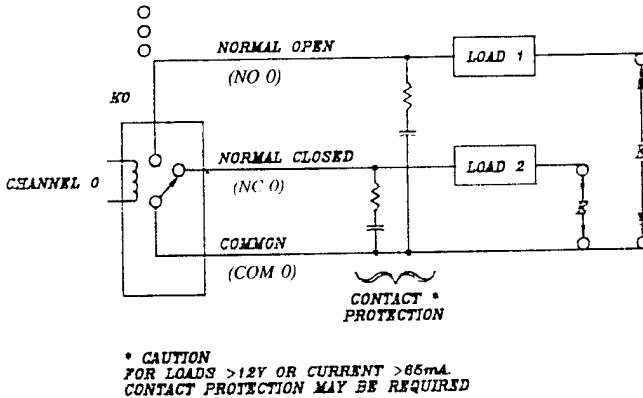 NORMAL OPEN
(NO 0)
LOAD 1
K0
NORMAL CLOSED
(NC 0)
LOAD 2
CHANNEL 0
E
E
COMMON
(COM 0)
CONTACT *
PROTECTION
* CAUTION
FOR LOADS >12V OR CURRENT >65mA.
CONTACT PROTECTION MAY BE REQUIRED